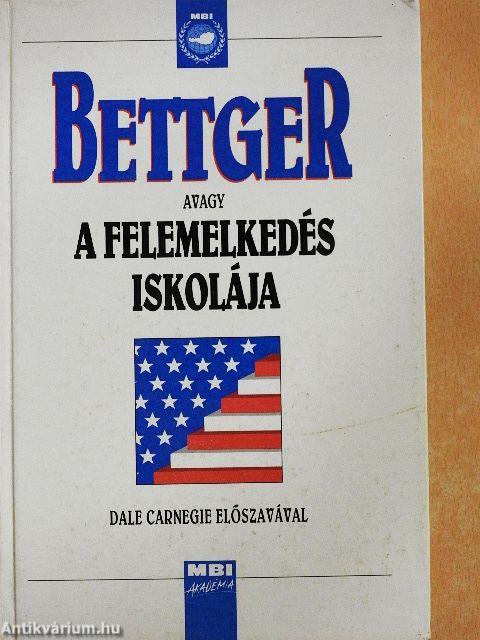 MBI
BETTGER
AVAGY
A FELEMELKEDÉS
ISKOLÁJA
DALE CARNEGIE ELŐSZAVÁVAL
MBI
AKADÉMIA
Antikvárium.hu